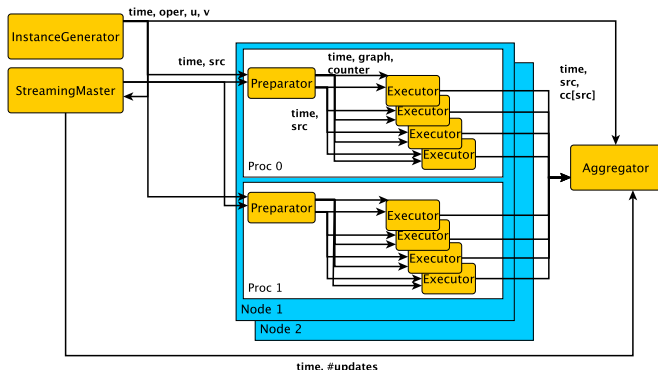 time, oper, u, v
InstanceGenerator
StreamingMaster
time, src
time, graph,
counter
time,
src,
cc[src]
Preparator
Executor
Executor
Executor
Executor
time,
src
Proc 0
Aggregator
Preparator
Executor
Executor
Executor
Executor
Proc 1
Node 1
Node 2
time, #updates